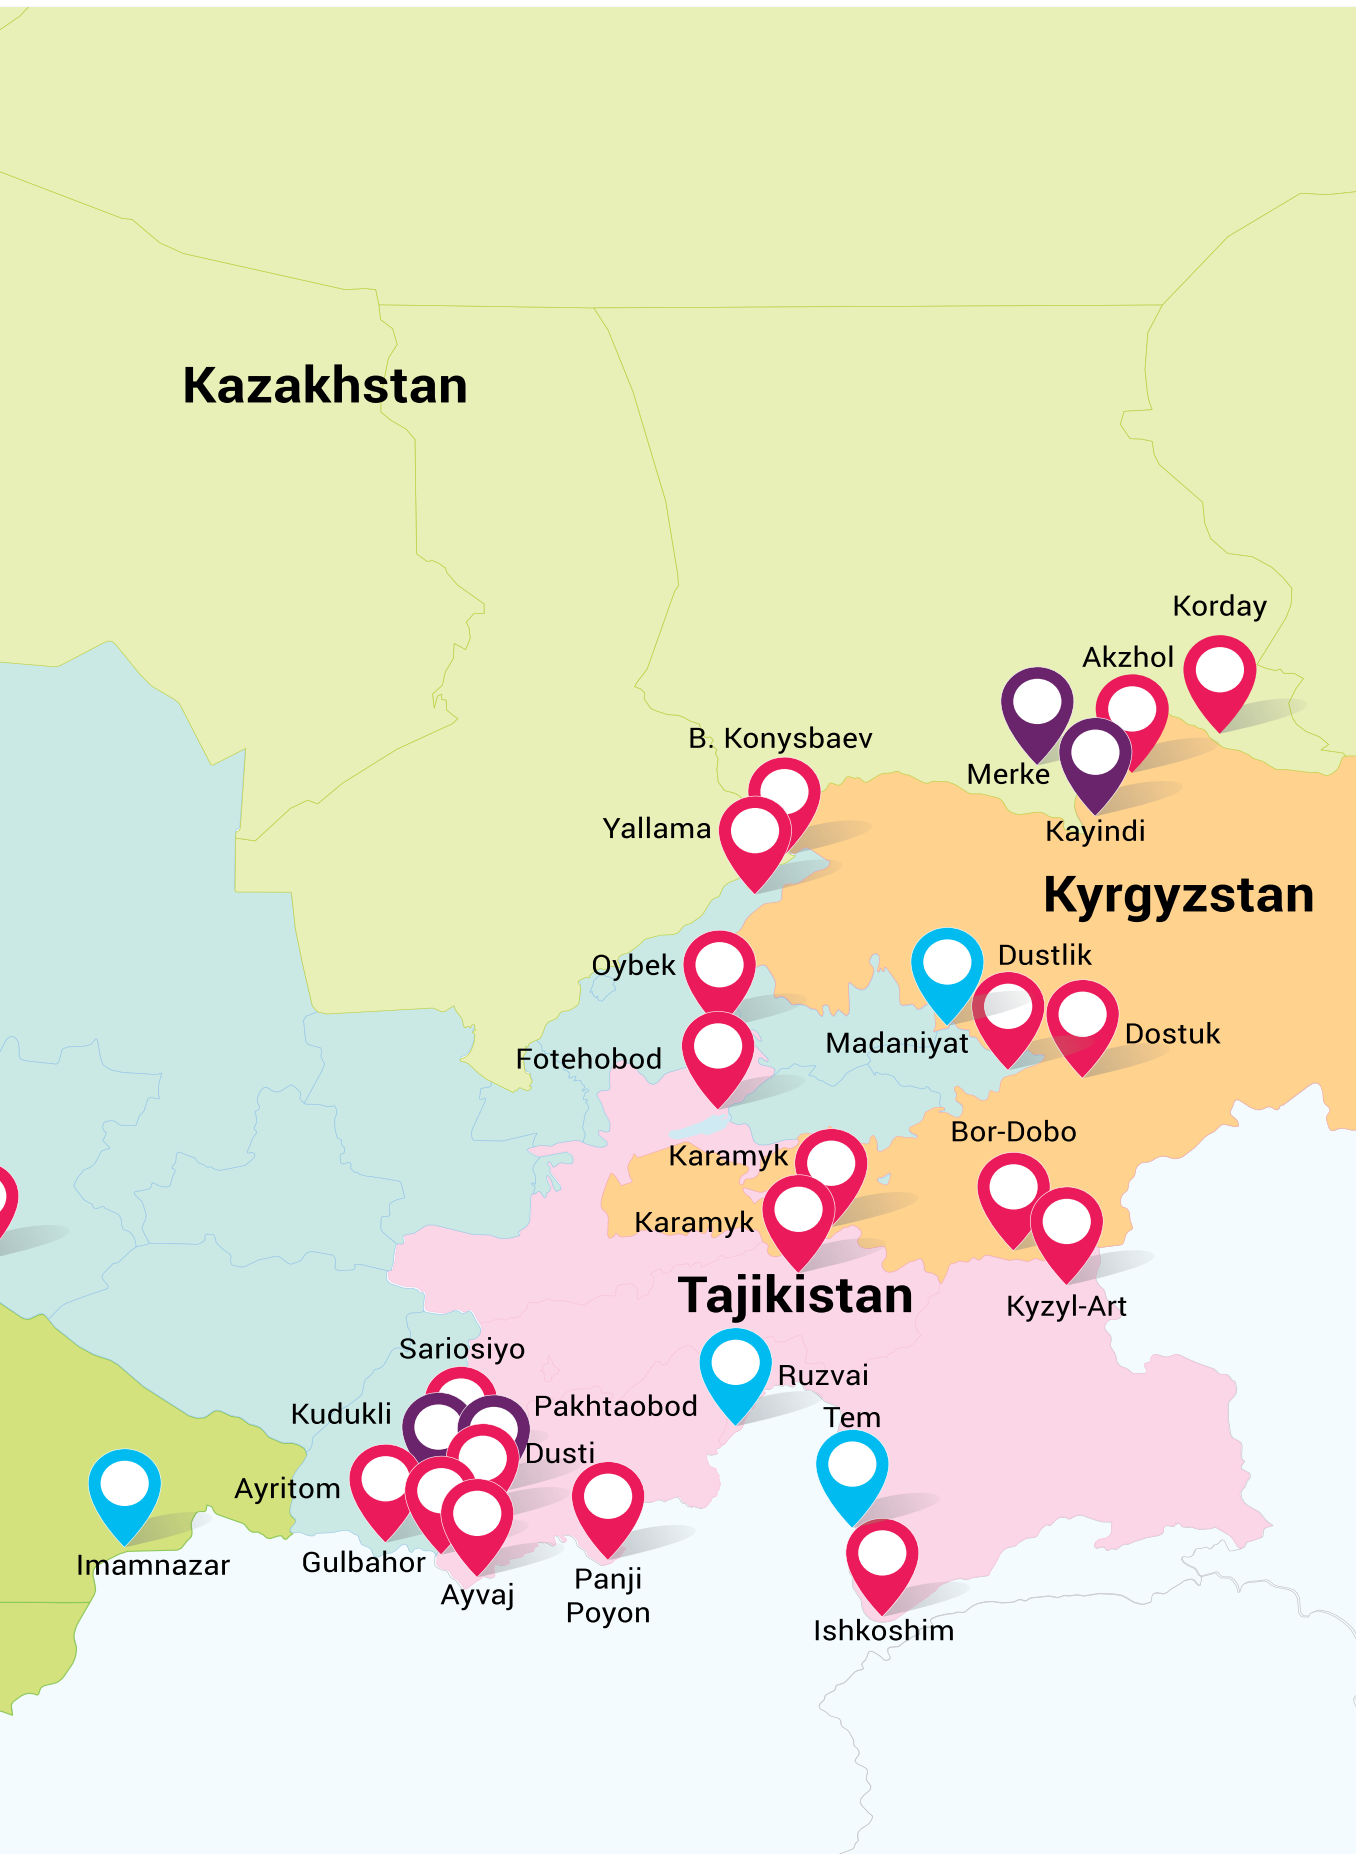 Kazakhstan
Korday
Akzhol
B. Konysbaev
Merke
Yallama
Kayindi
Kyrgyzstan
Dustlik
Oybek
Dostuk
Madaniyat
Fotehobod
Bor-Dobo
Karamyk
Karamyk
Tajikistan
Kyzyl-Art
Sariosiyo
Ruzvai
Pakhtaobod
Kudukli
Tem
Dusti
Ayritom
Gulbahor
Imamnazar
Panji
Poyon
Ayvaj
Ishkoshim